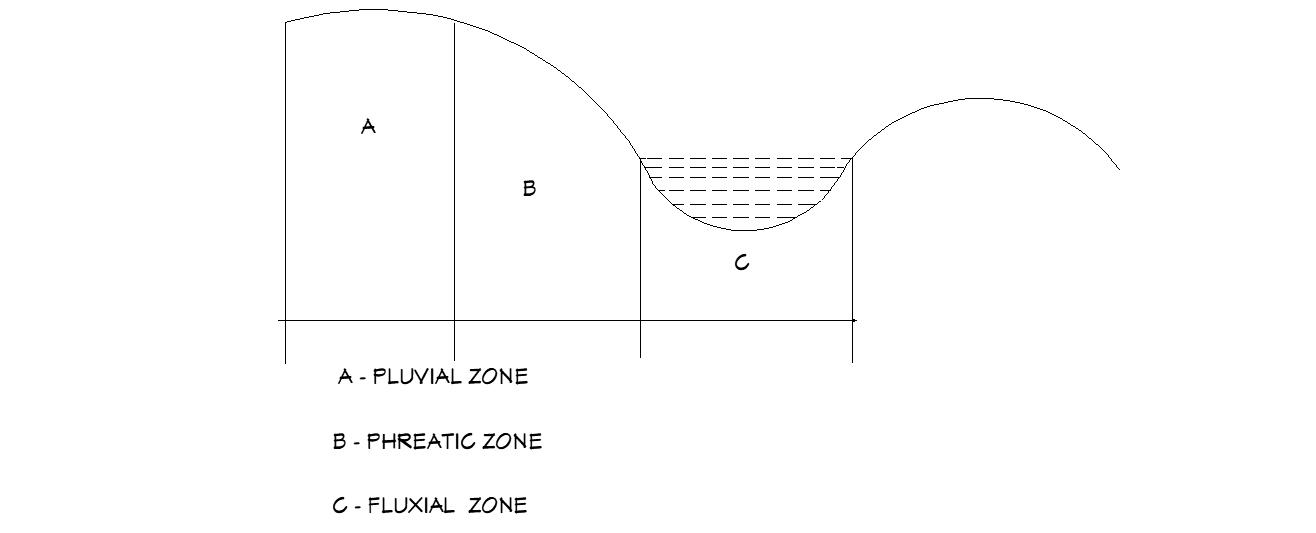 A
B
C
A - PLUVIAL ZONE
B - PHREATIC ZONE
C - FLUXIAL ZONE